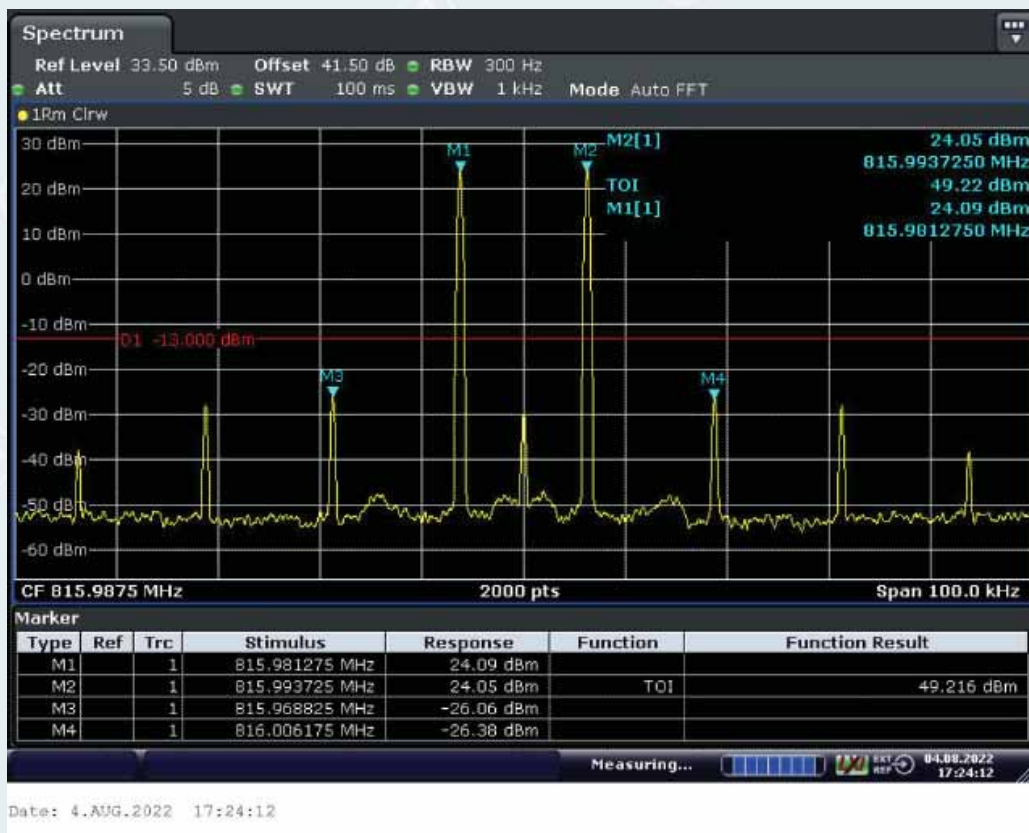 Spectrum
Ref Level 33.50 dBm Offset 41.50 dB RBW 300 Hz
Att 5 dB SWT 100 ms VBW 1 kHz Mode Auto FFT
1Rm Clrw
30 dBm
20 dBm
10 dBm
0 dBm
-10 dBm
-20 dBm
-30 dBm
-40 dBm
-50 dBm
-60 dBm
D1 -13.000 dBm
M1
M2
M3
M4
M2[1] 24.05 dBm
815.9937250 MHz
TOI 49.22 dBm
M1[1] 24.09 dBm
815.9812750 MHz
CF 815.9875 MHz 2000 pts Span 100.0 kHz
Marker
Type Ref Trc Stimulus Response Function Function Result
M1 1 815.981275 MHz 24.09 dBm
M2 1 815.993725 MHz 24.05 dBm TOI 49.216 dBm
M3 1 815.968825 MHz -26.06 dBm
M4 1 816.006175 MHz -26.38 dBm
Measuring... LXI EXT REF 04.08.2022
17:24:12
Date: 4.AUG.2022 17:24:12